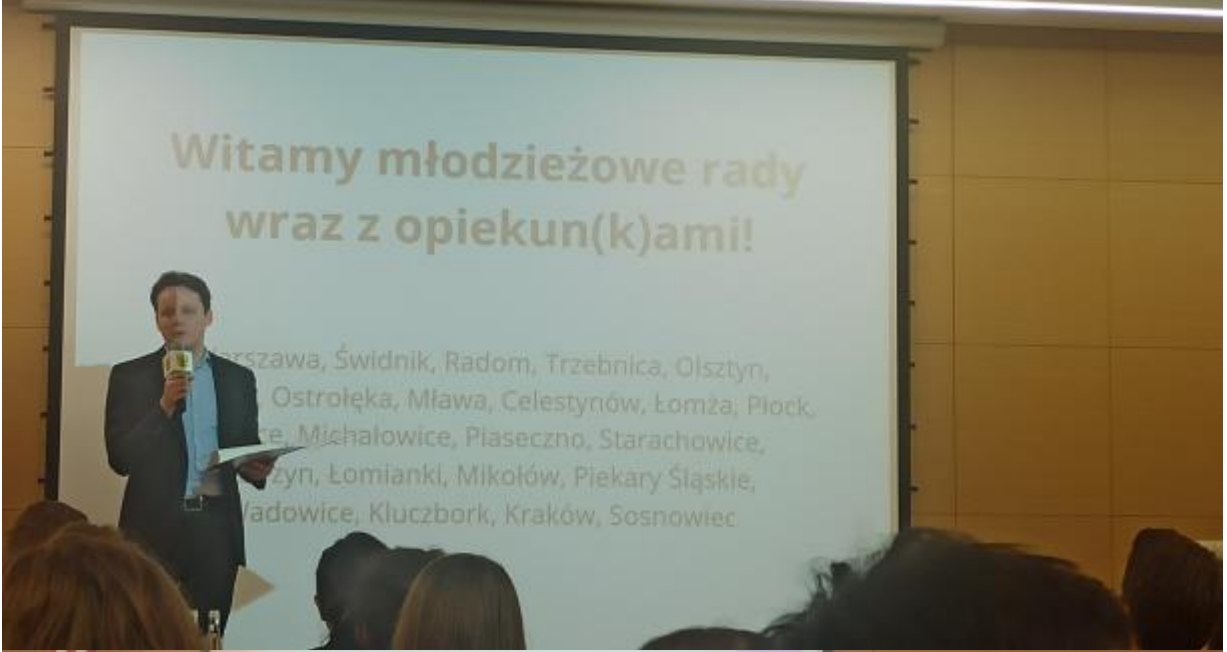 Witamy młodzieżowe rady
wraz z opiekun(k)ami!
Świdnik, Radom, Trzebnica, Olsztyn,
Ostrołęka, Mława, Celestynów, Łomża, Płock,
Michałowice, Piaseczno, Starachowice,
Łomianki, Mikołów, Piekary Śląskie,
Wadowice, Kluczbork, Kraków, Sosnowiec